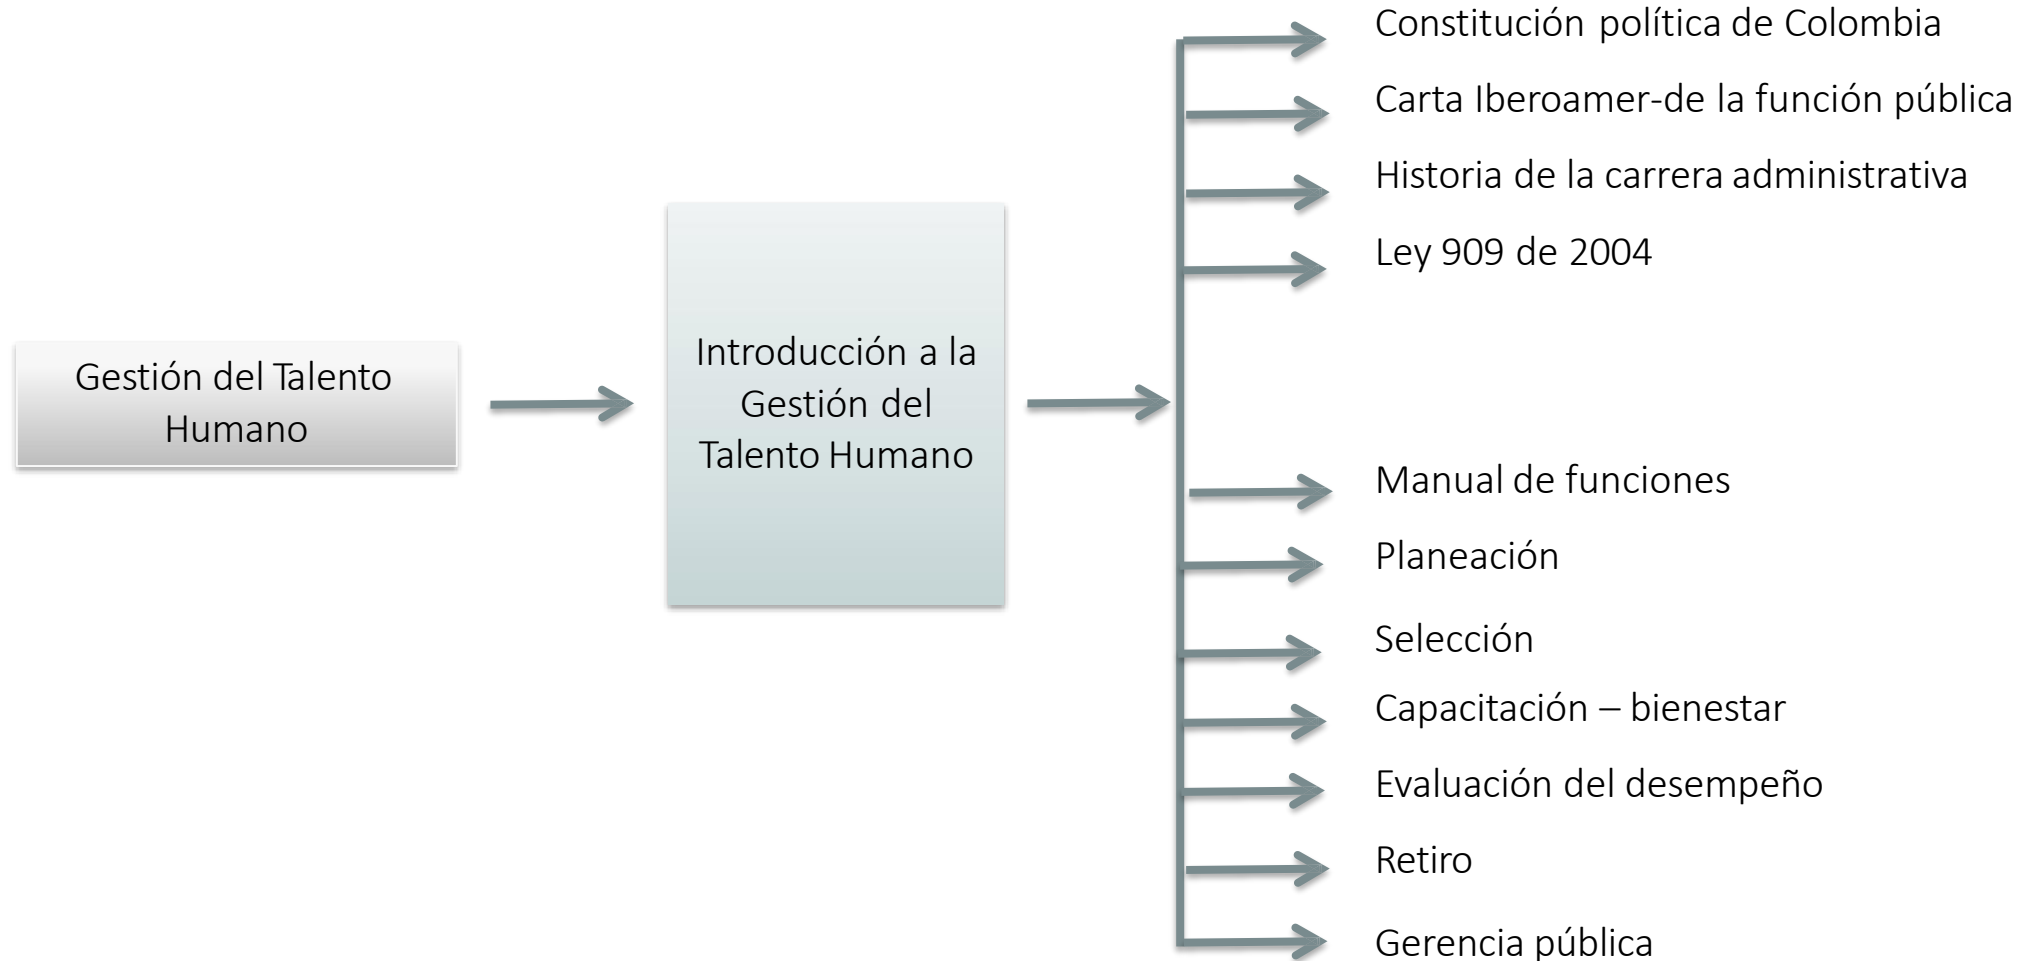 Gestión del Talento
Humano
Introducción a la
Gestión del
Talento Humano
Constitución política de Colombia
Carta Iberoamer-de la función pública
Historia de la carrera administrativa
Ley 909 de 2004
Manual de funciones
Planeación
Selección
Capacitación – bienestar
Evaluación del desempeño
Retiro
Gerencia pública